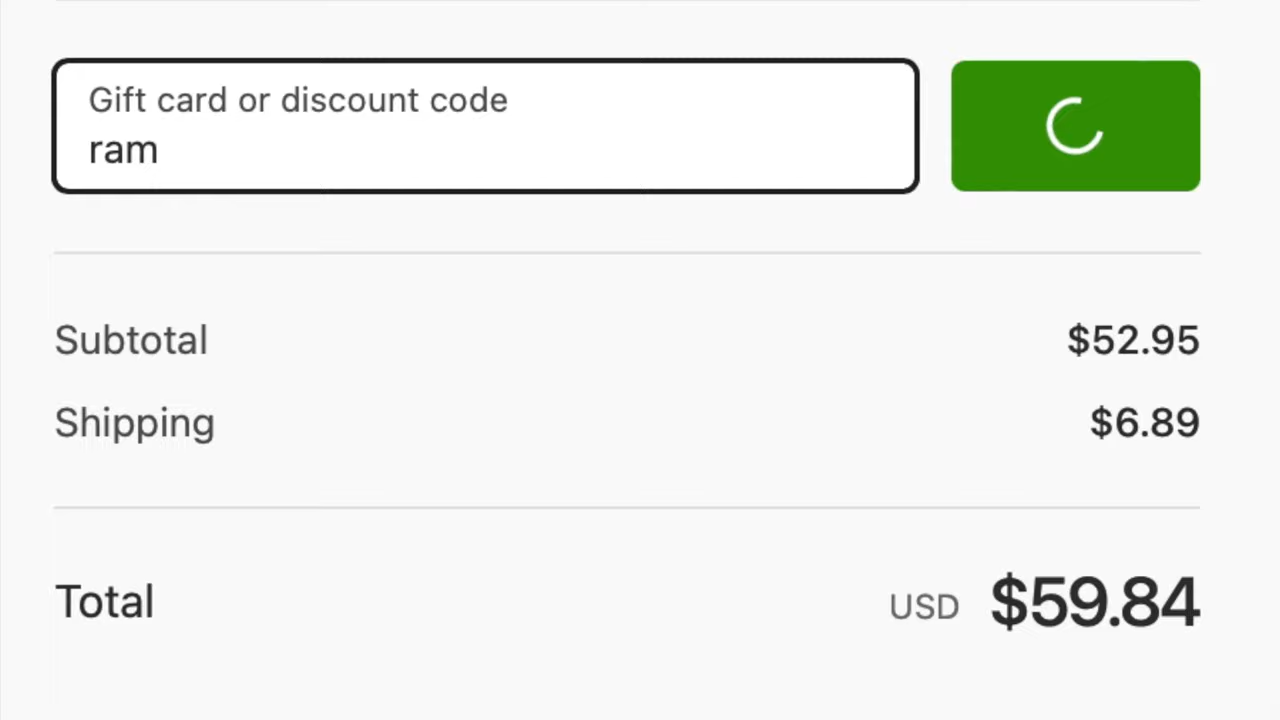 Gift card or discount code
ram
Subtotal $52.95
Shipping $6.89
Total USD $59.84